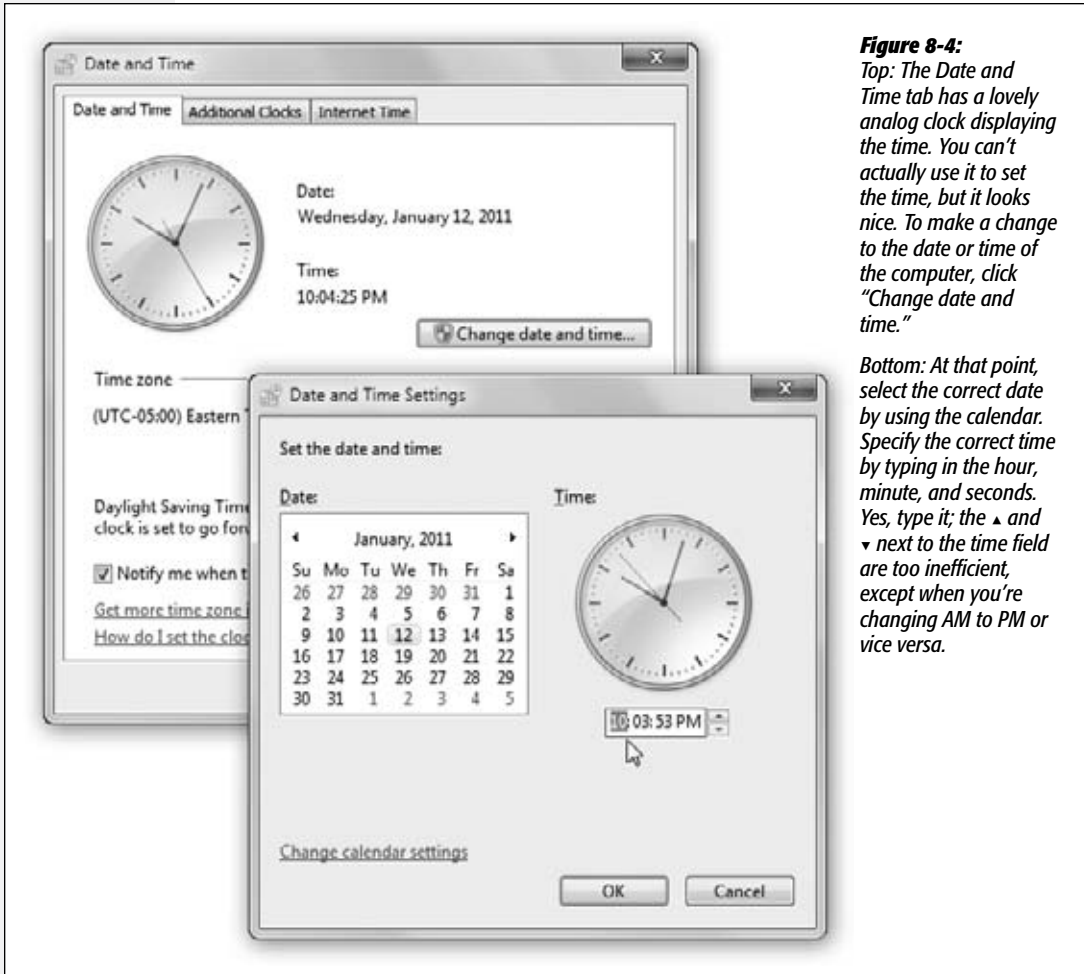 Date and Time
Date and Time
Additional Clocks
Internet Time
Date:
Wednesday, January 12, 2011
Time:
10:04:25 PM
Change date and time...
Time zone
(UTC-05:00) Eastern
Daylight Saving Time
clock is set to go
Notify me when
Get more time zone
How do I set the
Date and Time Settings
Set the date and time:
Date:
January, 2011
Su Mo Tu We Th Fr Sa
26 27 28 29 30 31 1
2 3 4 5 6 7 8
9 10 11 12 13 14 15
16 17 18 19 20 21 22
23 24 25 26 27 28 29
30 31 1 2 3 4 5
Time:
10:03:53 PM
Change calendar settings
OK
Cancel
Figure 8-4:
Top: The Date and
Time tab has a lovely
analog clock displaying
the time. You can't
actually use it to set
the time, but it looks
nice. To make a change
to the date or time of
the computer, click
“Change date and
time.”
Bottom: At that point,
select the correct date
by using the calendar.
Specify the correct time
by typing in the hour,
minute, and seconds.
Yes, type it; the ▲ and
▼ next to the time field
are too inefficient,
except when you're
changing AM to PM or
vice versa.